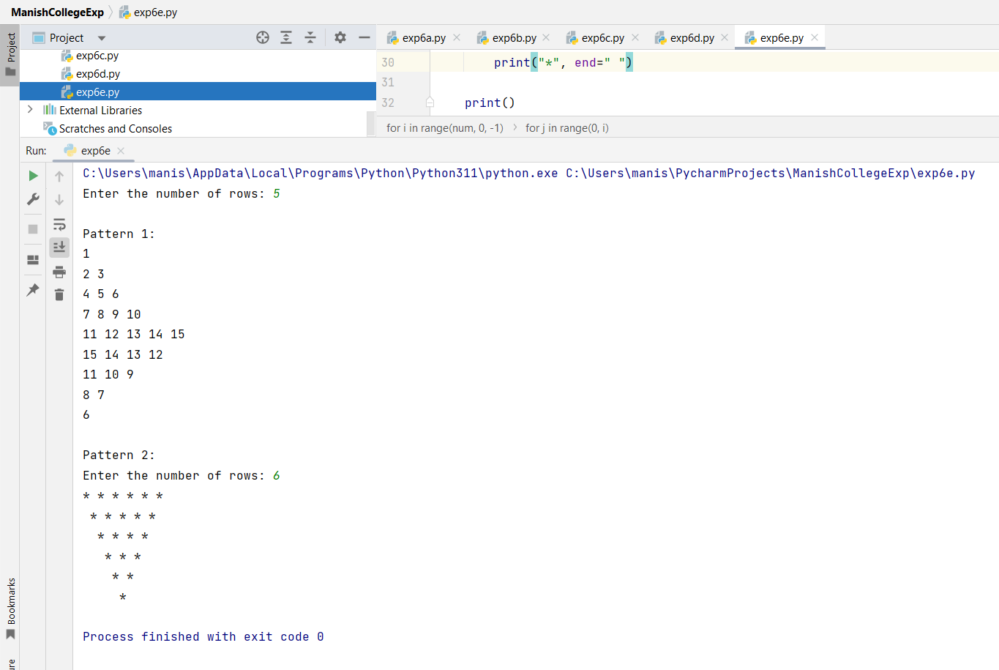 ManishCollegeExp exp6e.py
Project
Project
exp6c.py
exp6d.py
exp6e.py
External Libraries
Scratches and Consoles
exp6a.py exp6b.py exp6c.py exp6d.py exp6e.py
30 print("*", end=" ")
31
32 print()
for i in range(num, 0, -1) for j in range(0, i)
Run: exp6e
C:\Users\manis\AppData\Local\Programs\Python\Python311\python.exe C:\Users\manis\PycharmProjects\ManishCollegeExp\exp6e.py
Enter the number of rows: 5
Pattern 1:
1
2 3
4 5 6
7 8 9 10
11 12 13 14 15
15 14 13 12
11 10 9
8 7
6
Pattern 2:
Enter the number of rows: 6
* * * * * *
 * * * * *
  * * * *
   * * *
    * *
     *
Process finished with exit code 0
Bookmarks